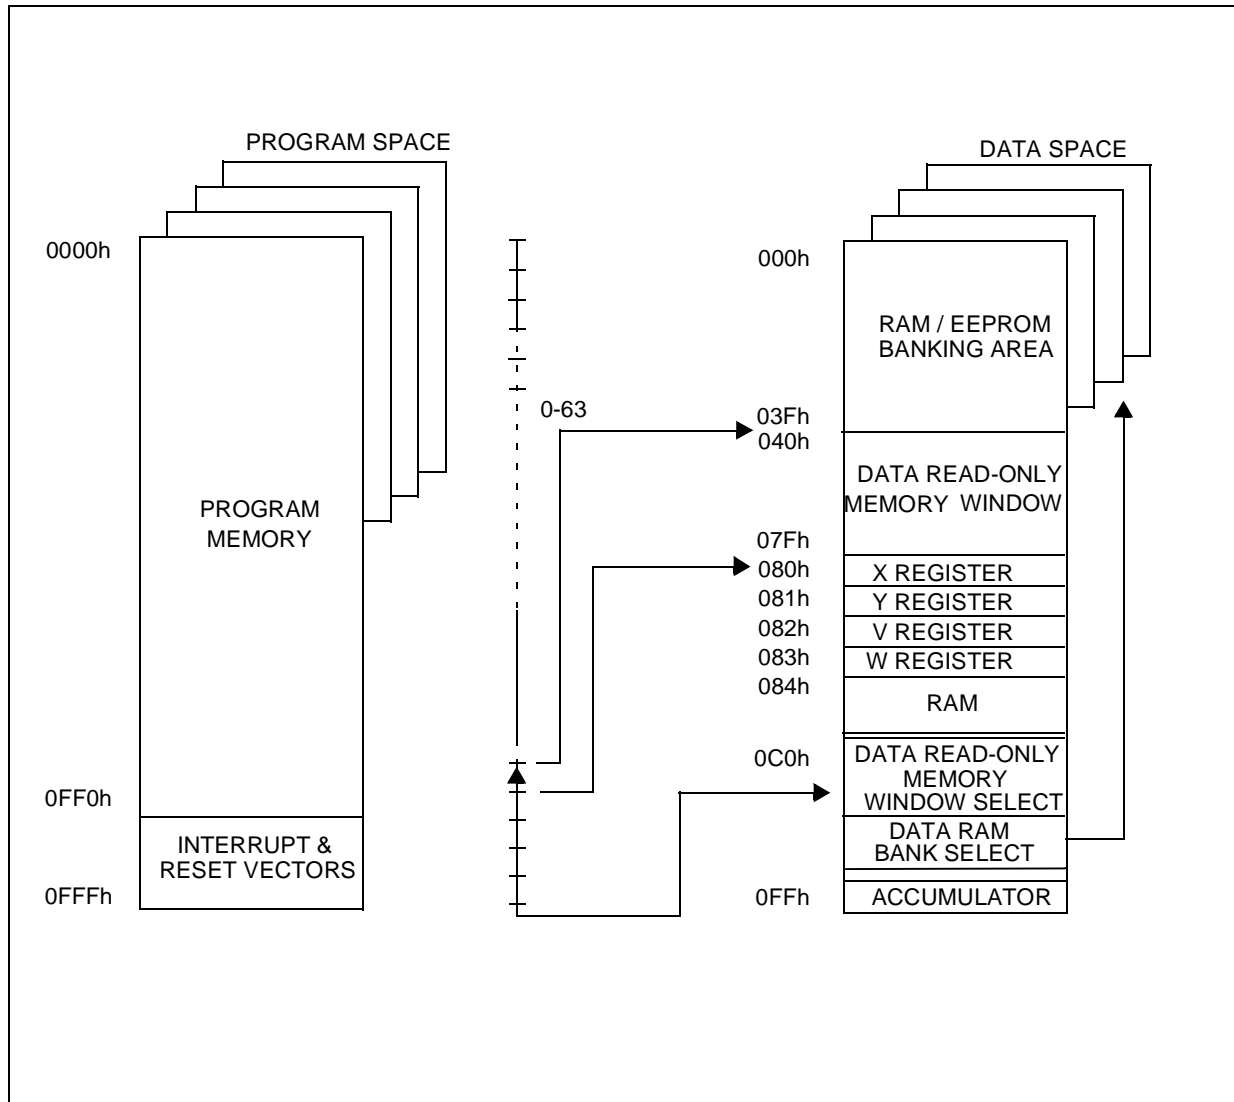 PROGRAM SPACE
0000h
PROGRAM
MEMORY
0FF0h
INTERRUPT &
RESET VECTORS
0FFFh
0-63
DATA SPACE
000h
RAM / EEPROM
BANKING AREA
03Fh
040h
DATA READ-ONLY
MEMORY WINDOW
07Fh
080h
X REGISTER
081h
Y REGISTER
082h
V REGISTER
083h
W REGISTER
084h
RAM
0C0h
DATA READ-ONLY
MEMORY
WINDOW SELECT
DATA RAM
BANK SELECT
0FFh
ACCUMULATOR